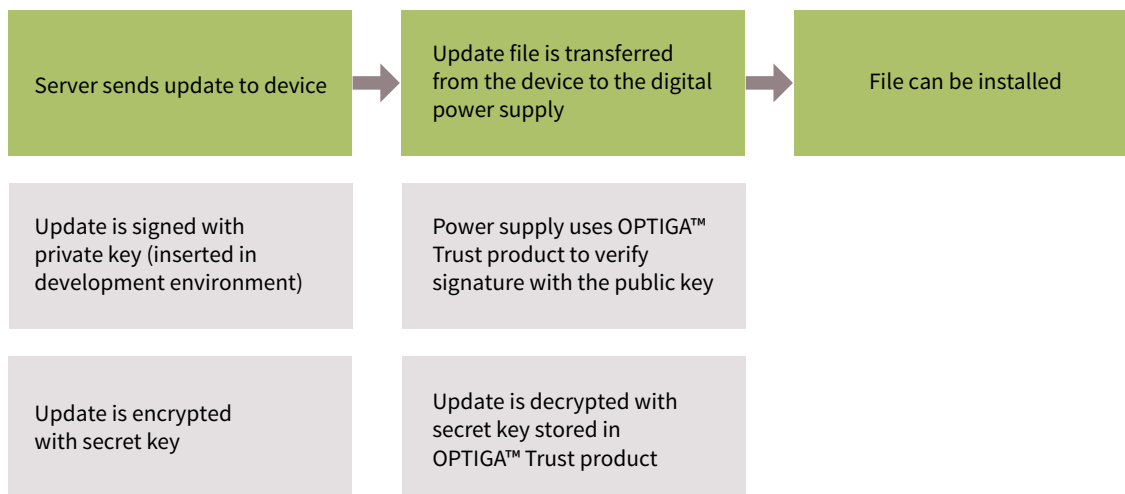 Server sends update to device
Update file is transferred
from the device to the digital
power supply
File can be installed
Update is signed with
private key (inserted in
development environment)
Power supply uses OPTIGA™
Trust product to verify
signature with the public key
Update is encrypted
with secret key
Update is decrypted with
secret key stored in
OPTIGA™ Trust product